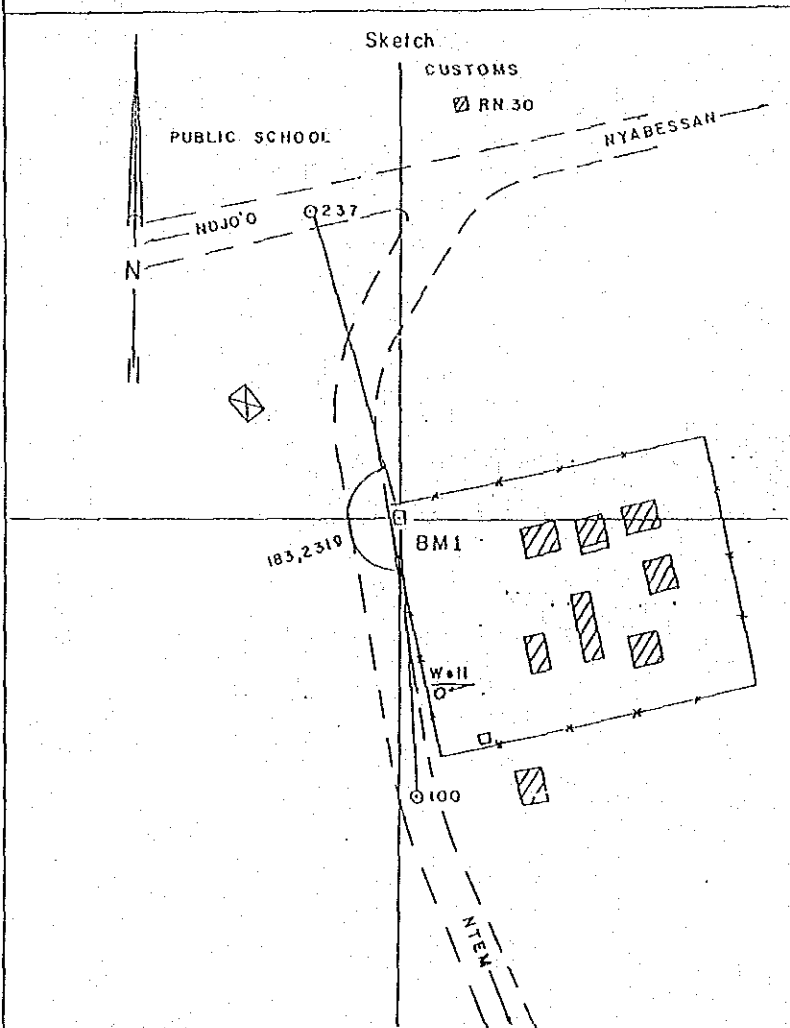 Sketch
CUSTOMS
RN.30
PUBLIC SCHOOL
NYABESSAN
237
NDJO'O
N
183,2319
BM1
Well
100
NTEM